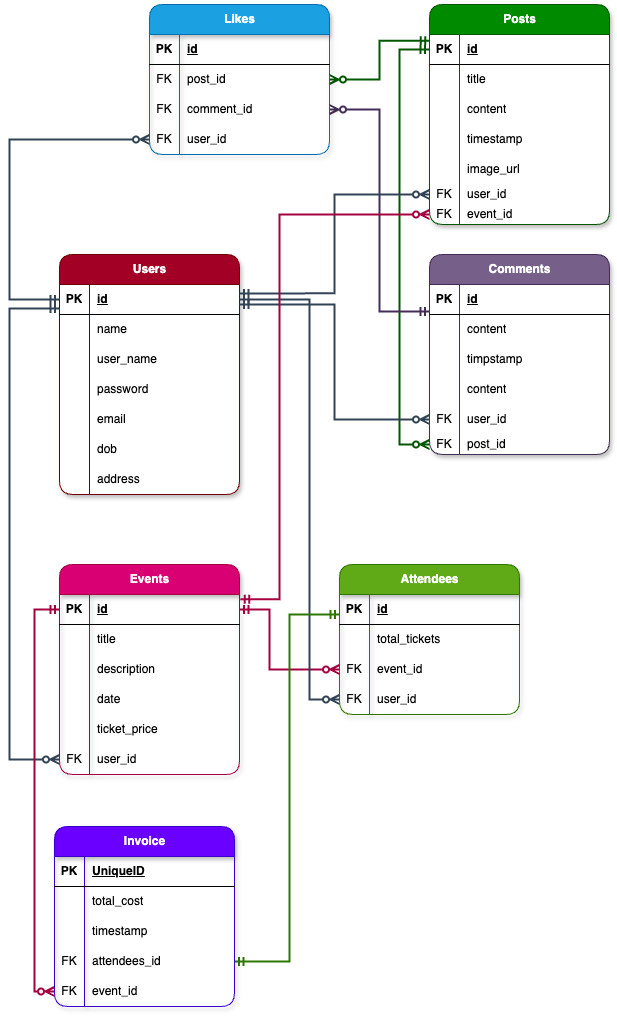 Likes
PK id
FK post_id
FK comment_id
FK user_id
Posts
PK id
title
content
timestamp
image_url
FK user_id
FK event_id
Users
PK id
name
user_name
password
email
dob
address
Comments
PK id
content
timpstamp
content
FK user_id
FK post_id
Events
PK id
title
description
date
ticket_price
FK user_id
Attendees
PK id
total_tickets
FK event_id
FK user_id
Invoice
PK UniqueID
total_cost
timestamp
FK attendees_id
FK event_id